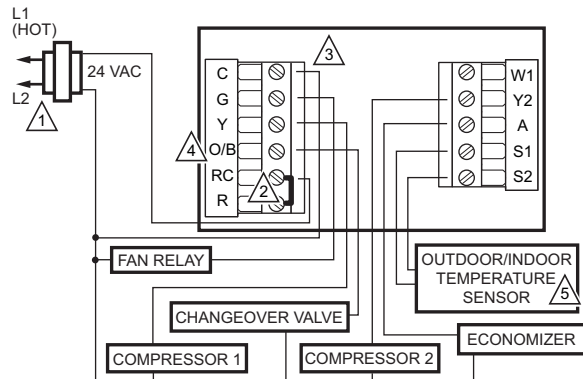 L1
(HOT)
24 VAC
L2
1
C
G
Y
O/B
RC
R
2
3
4
W1
Y2
A
S1
S2
FAN RELAY
CHANGEOVER VALVE
COMPRESSOR 1
COMPRESSOR 2
OUTDOOR/INDOOR
TEMPERATURE
SENSOR
5
ECONOMIZER